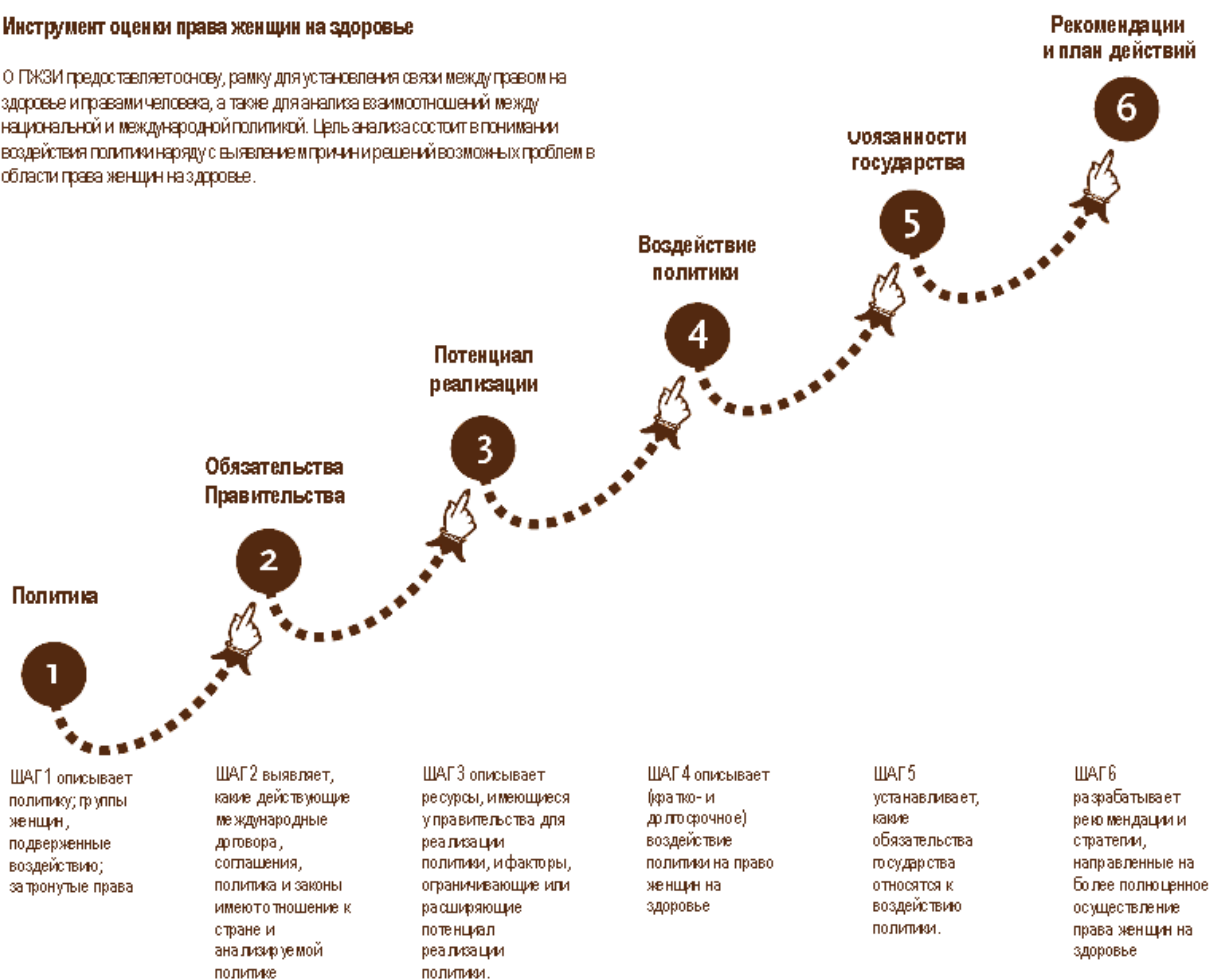 Инструмент оценки права женщин на здоровье
О ПЖЗИ предоставляет основу, рамку для установления связи между правом на
здоровье и правами человека, а также для анализа взаимоотношений между
национальной и международной политикой. Цель анализа состоит в понимании
воздействия политики наряду с выявлением причин и решений возможных проблем в
области права женщин на здоровье.
Рекомендации
и план действий
6
Обязанности
государства
5
Воздействие
политики
4
Потенциал
реализации
3
Обязательства
Правительства
2
Политика
1
ШАГ 1 описывает
политику; группы
женщин,
подверженные
воздействию;
затронутые права
ШАГ 2 выявляет,
какие действующие
международные
договора,
соглашения,
политика и законы
имеют отношение к
стране и
анализируемой
политике
ШАГ 3 описывает
ресурсы, имеющиеся
у правительства для
реализации
политики, и факторы,
ограничивающие или
расширяющие
потенциал
реализации
политики.
ШАГ 4 описывает
(кратко- и
долгосрочное)
воздействие
политики на право
женщин на
здоровье
ШАГ 5
устанавливает,
какие
обязательства
государства
относятся к
воздействию
политики.
ШАГ 6
разрабатывает
рекомендации и
стратегии,
направленные на
более полноценное
осуществление
права женщин на
здоровье